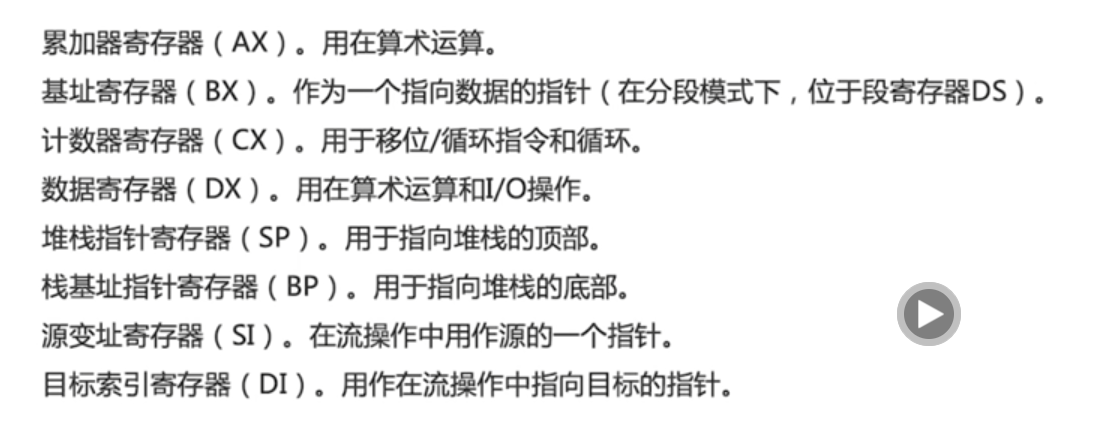 累加器寄存器（AX）。用在算术运算。
基址寄存器（BX）。作为一个指向数据的指针（在分段模式下，位于段寄存器DS）。
计数器寄存器（CX）。用于移位/循环指令和循环。
数据寄存器（DX）。用在算术运算和I/O操作。
堆栈指针寄存器（SP）。用于指向堆栈的顶部。
栈基址指针寄存器（BP）。用于指向堆栈的底部。
源变址寄存器（SI）。在流操作中用作源的一个指针。
目标索引寄存器（DI）。用作在流操作中指向目标的指针。